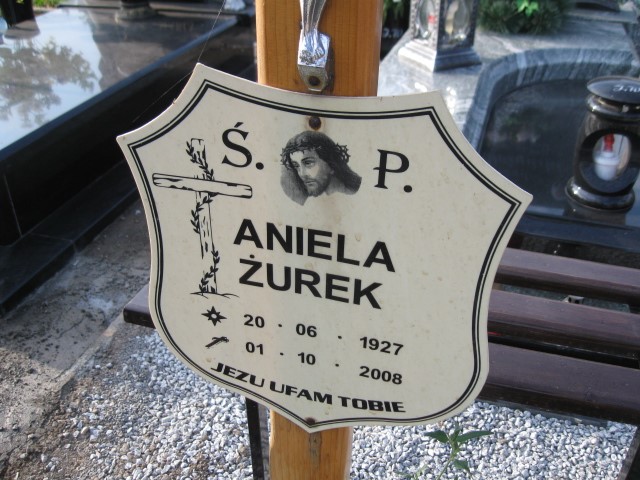 Ś. P.
ANIELA
ŻUREK
20 · 06 · 1927
01 · 10 · 2008
JEZU UFAM TOBIE